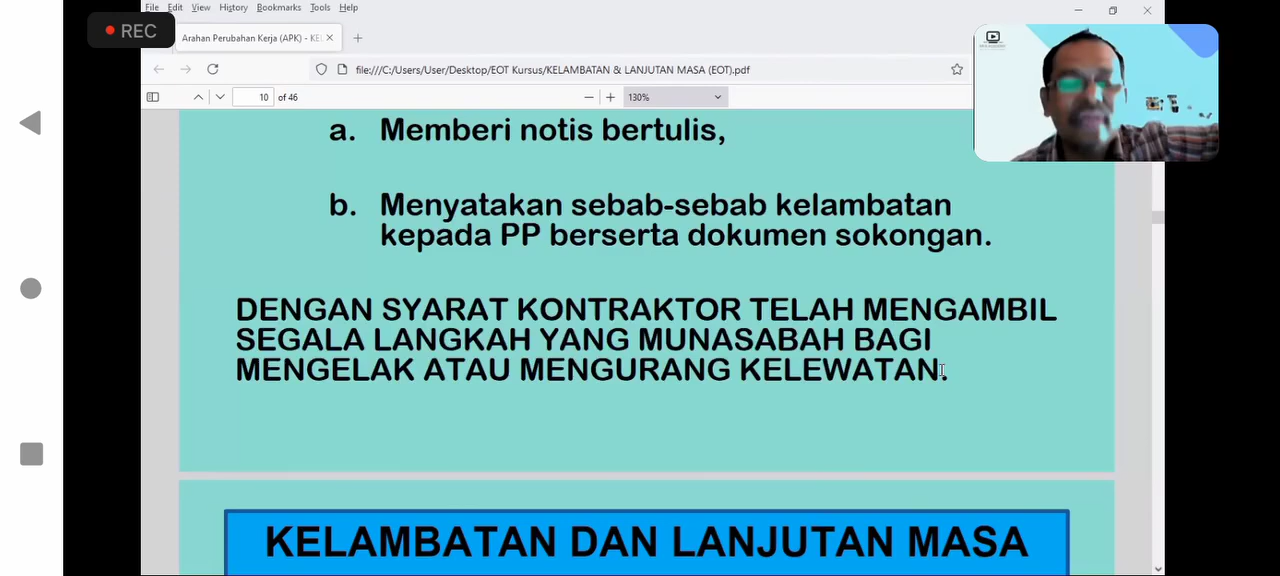 File Edit View History Bookmarks Tools Help
REC
Arahan Perubahan Kerja (APK) - KE
file:///C:/Users/User/Desktop/EOT Kursus/KELAMBATAN & LANJUTAN MASA (EOT).pdf
10 of 46
130%
a. Memberi notis bertulis,
b. Menyatakan sebab-sebab kelambatan
kepada PP berserta dokumen sokongan.
DENGAN SYARAT KONTRAKTOR TELAH MENGAMBIL
SEGALA LANGKAH YANG MUNASABAH BAGI
MENGELAK ATAU MENGURANG KELEWATAN.
KELAMBATAN DAN LANJUTAN MASA